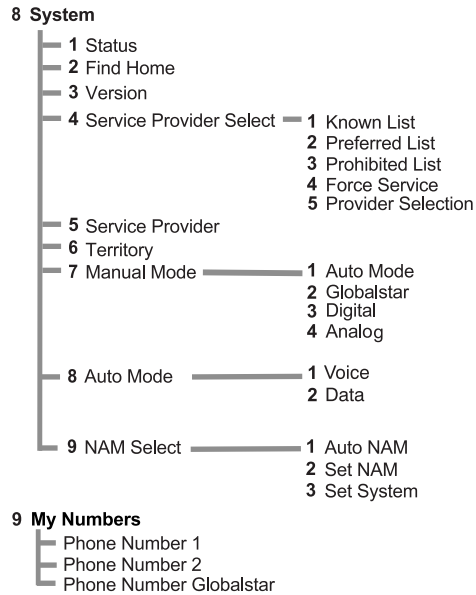 8 System
1 Status
2 Find Home
3 Version
4 Service Provider Select
1 Known List
2 Preferred List
3 Prohibited List
4 Force Service
5 Provider Selection
5 Service Provider
6 Territory
7 Manual Mode
1 Auto Mode
2 Globalstar
3 Digital
4 Analog
8 Auto Mode
1 Voice
2 Data
9 NAM Select
1 Auto NAM
2 Set NAM
3 Set System
9 My Numbers
Phone Number 1
Phone Number 2
Phone Number Globalstar